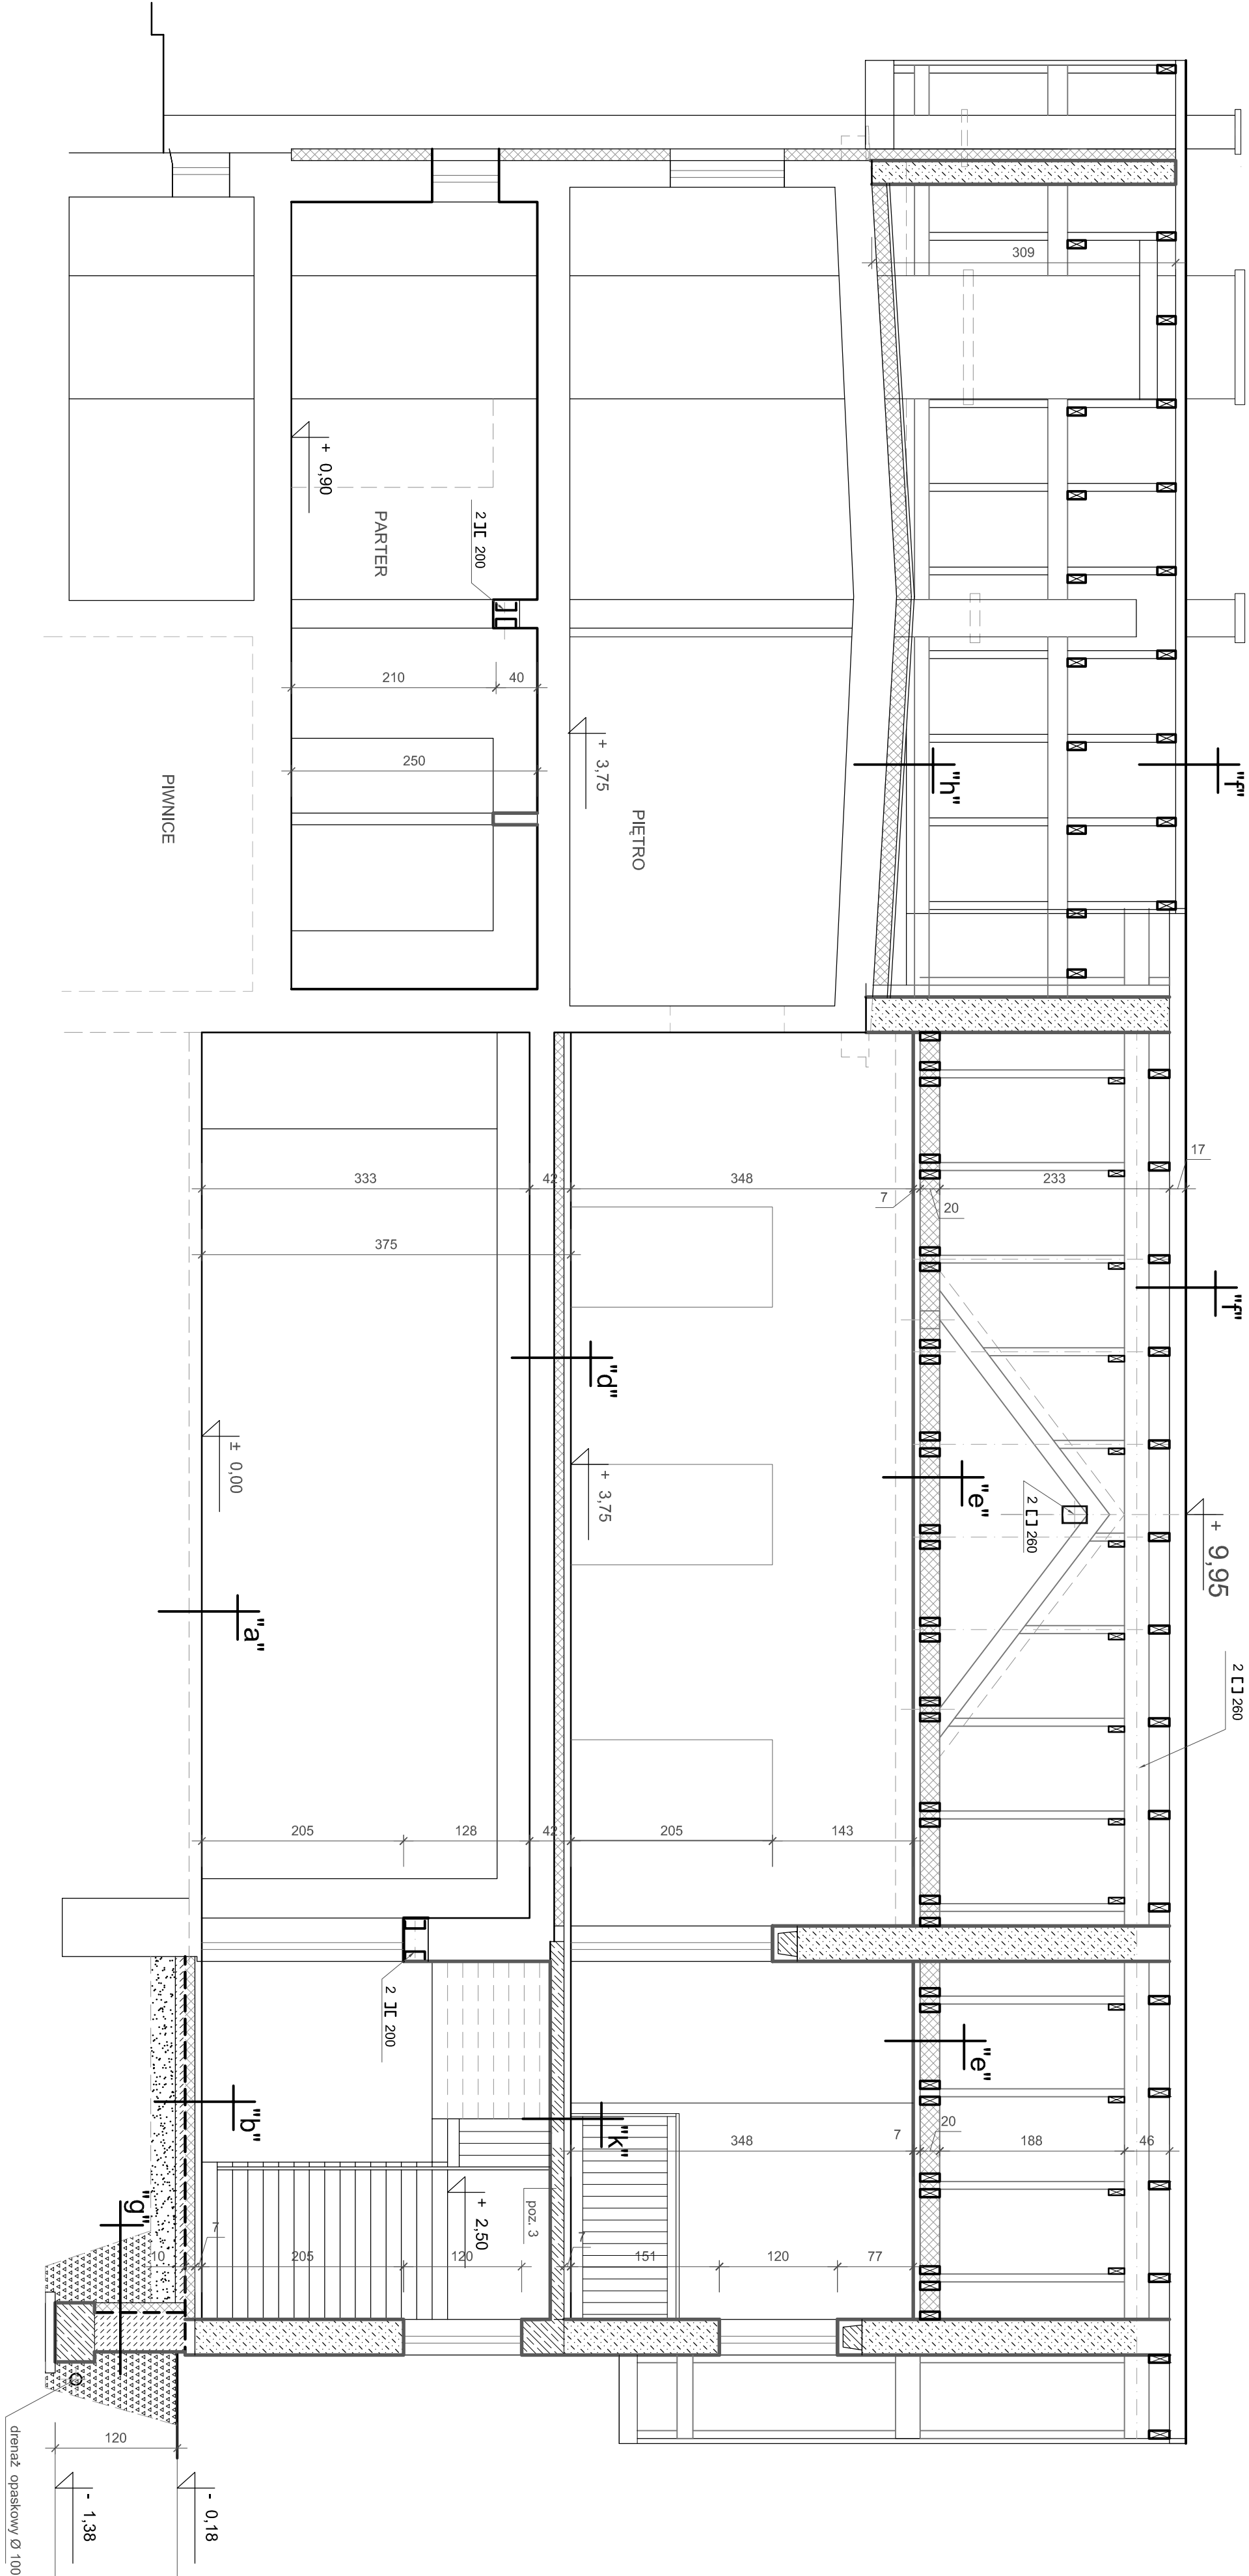 309
+ 0,90
2 200
PARTER
210
40
250
+ 3,75
PIĘTRO
PIWNICE
"h"
"f"
333
42
348
7
20
233
17
375
"d"
"f"
± 0,00
+ 3,75
"e"
2 260
+ 9,95
"a"
2 260
205
128
42
205
143
2 200
"e"
"b"
"k"
348
7
20
188
46
+ 2,50
poz. 3
"g"
7
10
205
120
7
151
120
77
120
- 0,18
- 1,38
drenaż opaskowy Ø 100